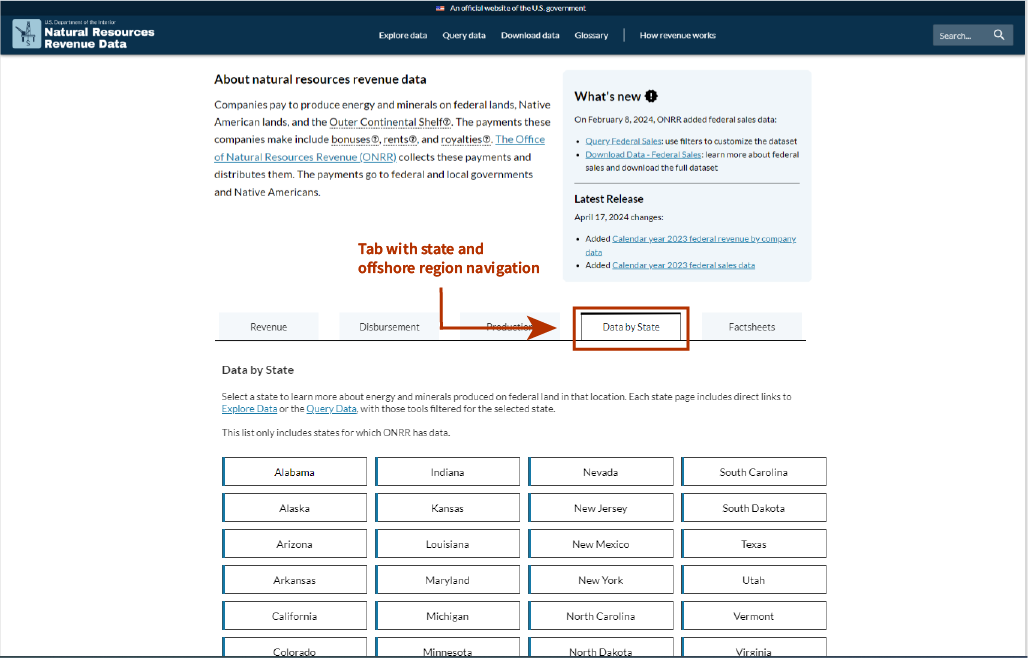 An official website of the U.S. government
U.S. Department of the Interior
Natural Resources
Revenue Data
Explore data
Query data
Download data
Glossary
How revenue works
Search...
About natural resources revenue data
Companies pay to produce energy and minerals on federal lands, Native
American lands, and the Outer Continental Shelf?. The payments these
companies make include bonuses?, rents?, and royalties?. The Office
of Natural Resources Revenue (ONRR) collects these payments and
distributes them. The payments go to federal and local governments
and Native Americans.
What's new
On February 8, 2024, ONRR added federal sales data:
• Query Federal Sales: use filters to customize the dataset
• Download Data - Federal Sales: learn more about federal
sales and download the full dataset
Latest Release
April 17, 2024 changes:
• Added Calendar year 2023 federal revenue by company
data
• Added Calendar year 2023 federal sales data
Tab with state and
offshore region navigation
Revenue
Disbursement
Production
Data by State
Factsheets
Data by State
Select a state to learn more about energy and minerals produced on federal land in that location. Each state page includes direct links to
Explore Data or the Query Data, with those tools filtered for the selected state.
This list only includes states for which ONRR has data.
Alabama
Indiana
Nevada
South Carolina
Alaska
Kansas
New Jersey
South Dakota
Arizona
Louisiana
New Mexico
Texas
Arkansas
Maryland
New York
Utah
California
Michigan
North Carolina
Vermont
Colorado
Minnesota
North Dakota
Virginia